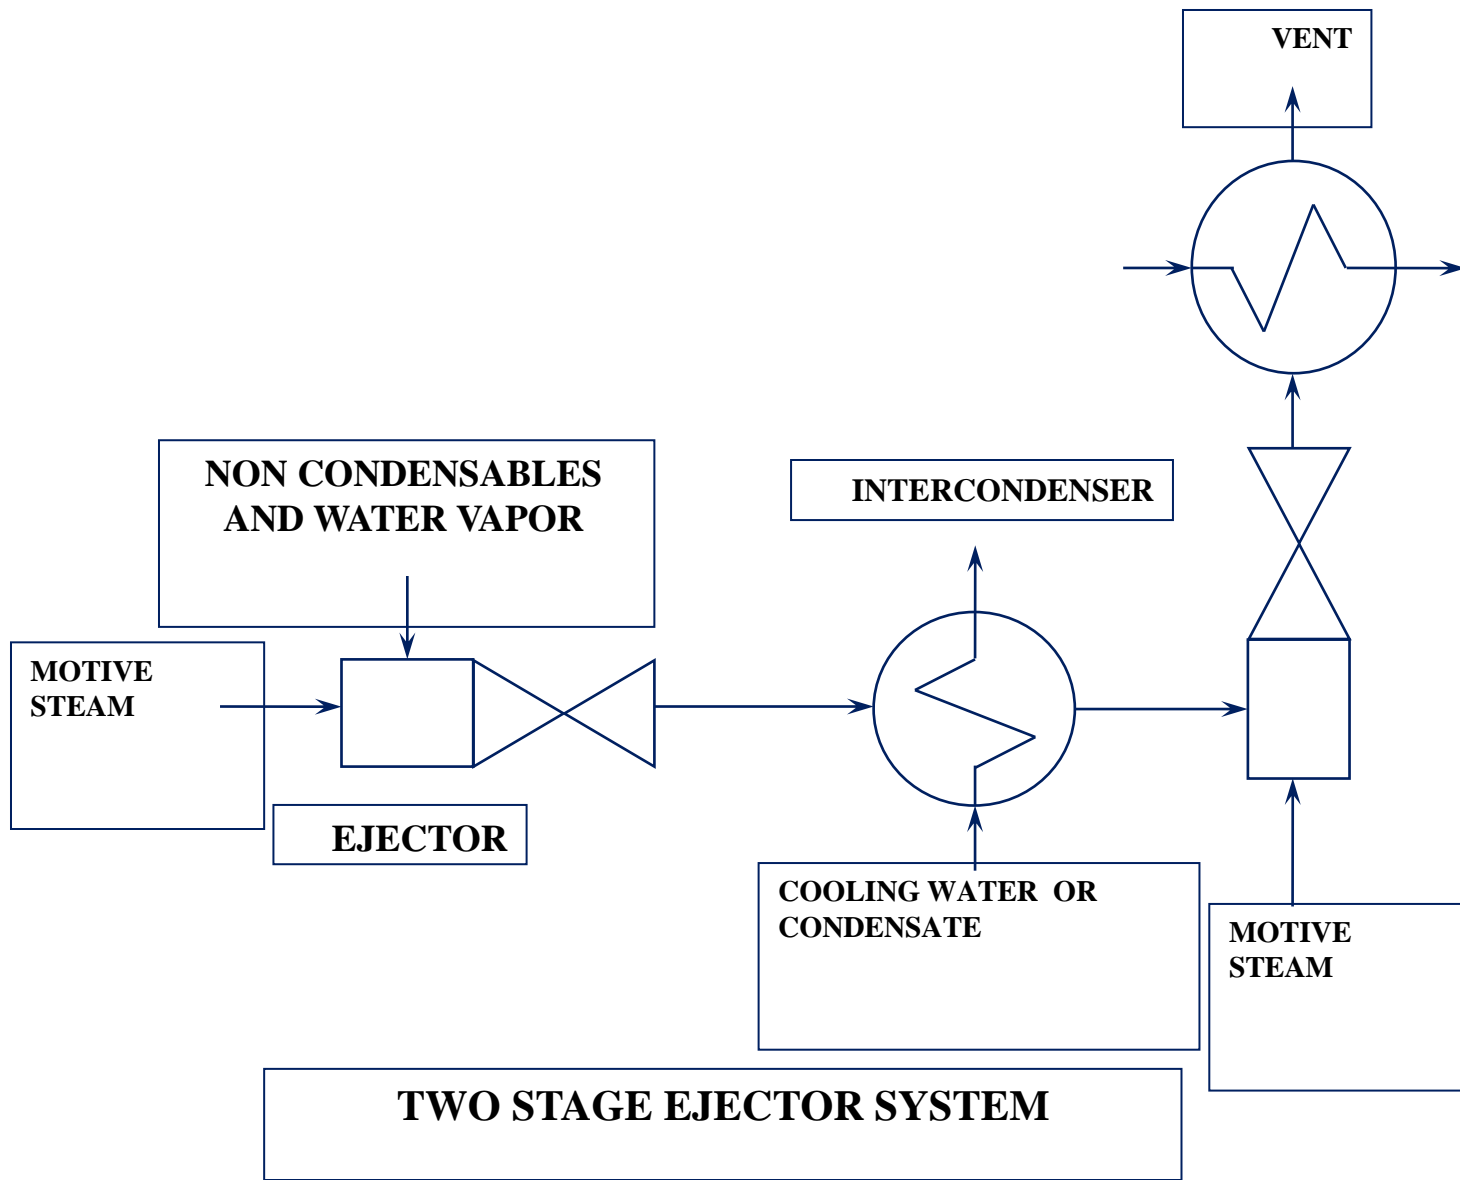 VENT
NON CONDENSABLES
AND WATER VAPOR
INTERCONDENSER
MOTIVE
STEAM
EJECTOR
COOLING WATER OR
CONDENSATE
MOTIVE
STEAM
TWO STAGE EJECTOR SYSTEM